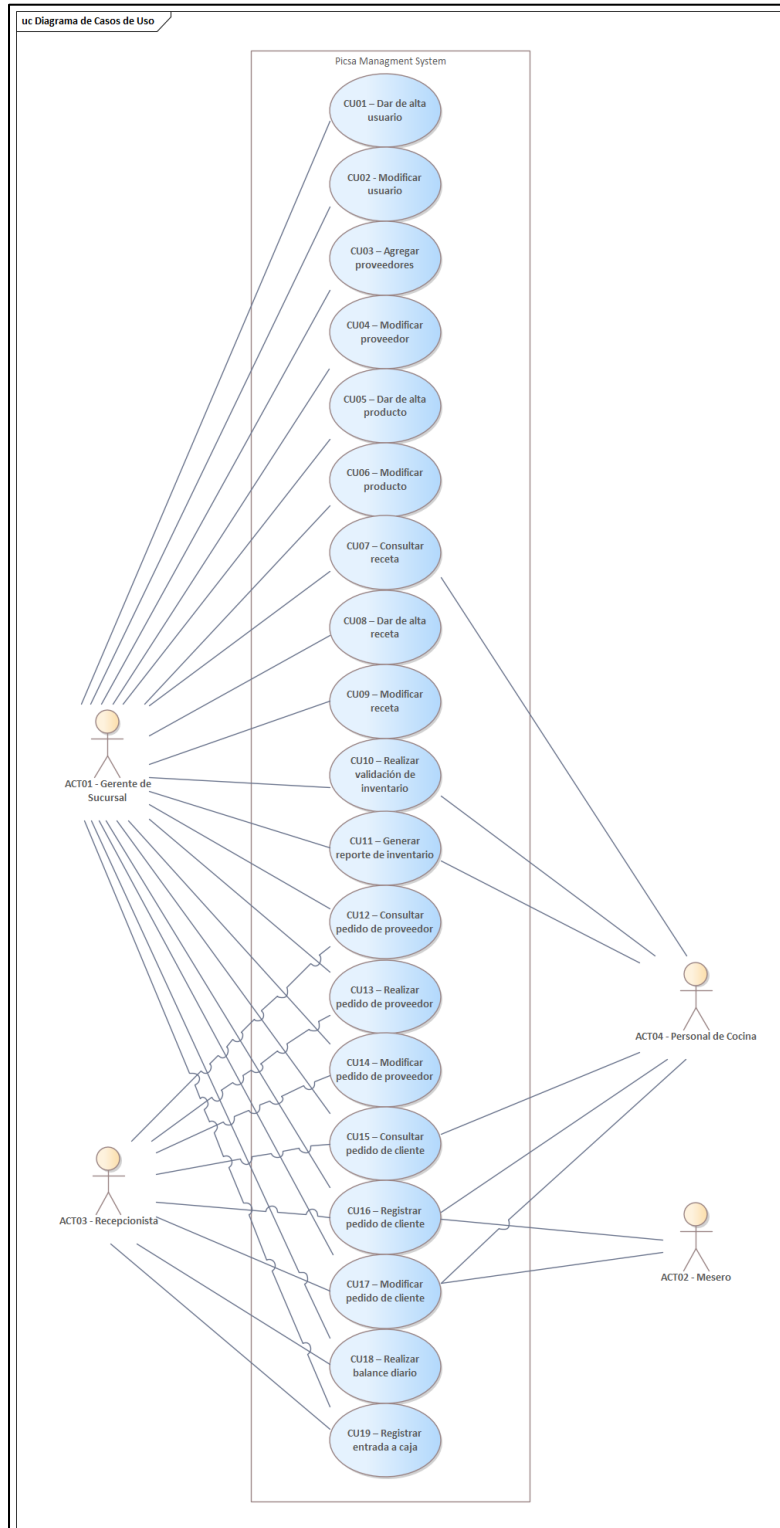 uc Diagrama de Casos de Uso
Picsa Managment System
CU01 – Dar de alta
usuario
CU02 - Modificar
usuario
CU03 – Agregar
proveedores
CU04 – Modificar
proveedor
CU05 – Dar de alta
producto
CU06 – Modificar
producto
CU07 – Consultar
receta
CU08 – Dar de alta
receta
CU09 – Modificar
receta
ACT01 - Gerente de
Sucursal
CU10 – Realizar
validación de
inventario
CU11 – Generar
reporte de inventario
CU12 – Consultar
pedido de proveedor
CU13 – Realizar
pedido de proveedor
ACT04 - Personal de Cocina
CU14 – Modificar
pedido de proveedor
CU15 – Consultar
pedido de cliente
ACT03 - Recepcionista
CU16 – Registrar
pedido de cliente
ACT02 - Mesero
CU17 – Modificar
pedido de cliente
CU18 – Realizar
balance diario
CU19 – Registrar
entrada a caja